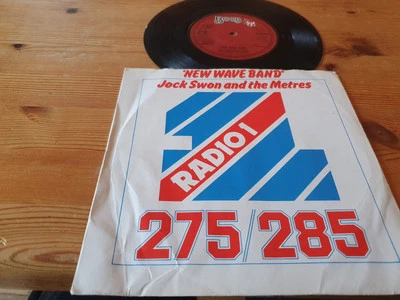 'NEW WAVE BAND'
Jock Swon and the Metres
RADIO 1
275/285